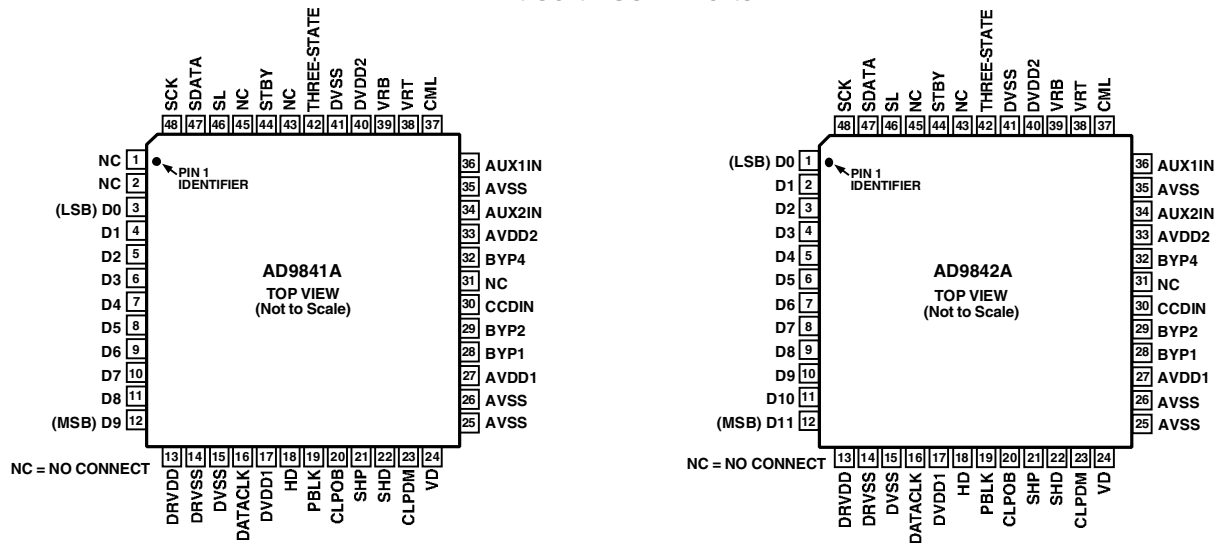 SCK
SDATA
SL
NC
STBY
NC
THREE-STATE
DVSS
DVDD2
VRB
VRT
CML
48 47 46 45 44 43 42 41 40 39 38 37
NC 1
NC 2
(LSB) D0 3
D1 4
D2 5
D3 6
D4 7
D5 8
D6 9
D7 10
D8 11
(MSB) D9 12
PIN 1
IDENTIFIER
AD9841A
TOP VIEW
(Not to Scale)
36 AUX1IN
35 AVSS
34 AUX2IN
33 AVDD2
32 BYP4
31 NC
30 CCDIN
29 BYP2
28 BYP1
27 AVDD1
26 AVSS
25 AVSS
13 14 15 16 17 18 19 20 21 22 23 24
DRVDD
DRVSS
DVSS
DATACLK
DVDD1
HD
PBLK
CLPOB
SHP
SHD
CLPDM
VD
NC = NO CONNECT
SCK
SDATA
SL
NC
STBY
NC
THREE-STATE
DVSS
DVDD2
VRB
VRT
CML
48 47 46 45 44 43 42 41 40 39 38 37
(LSB) D0 1
D1 2
D2 3
D3 4
D4 5
D5 6
D6 7
D7 8
D8 9
D9 10
D10 11
(MSB) D11 12
PIN 1
IDENTIFIER
AD9842A
TOP VIEW
(Not to Scale)
36 AUX1IN
35 AVSS
34 AUX2IN
33 AVDD2
32 BYP4
31 NC
30 CCDIN
29 BYP2
28 BYP1
27 AVDD1
26 AVSS
25 AVSS
13 14 15 16 17 18 19 20 21 22 23 24
DRVDD
DRVSS
DVSS
DATACLK
DVDD1
HD
PBLK
CLPOB
SHP
SHD
CLPDM
VD
NC = NO CONNECT